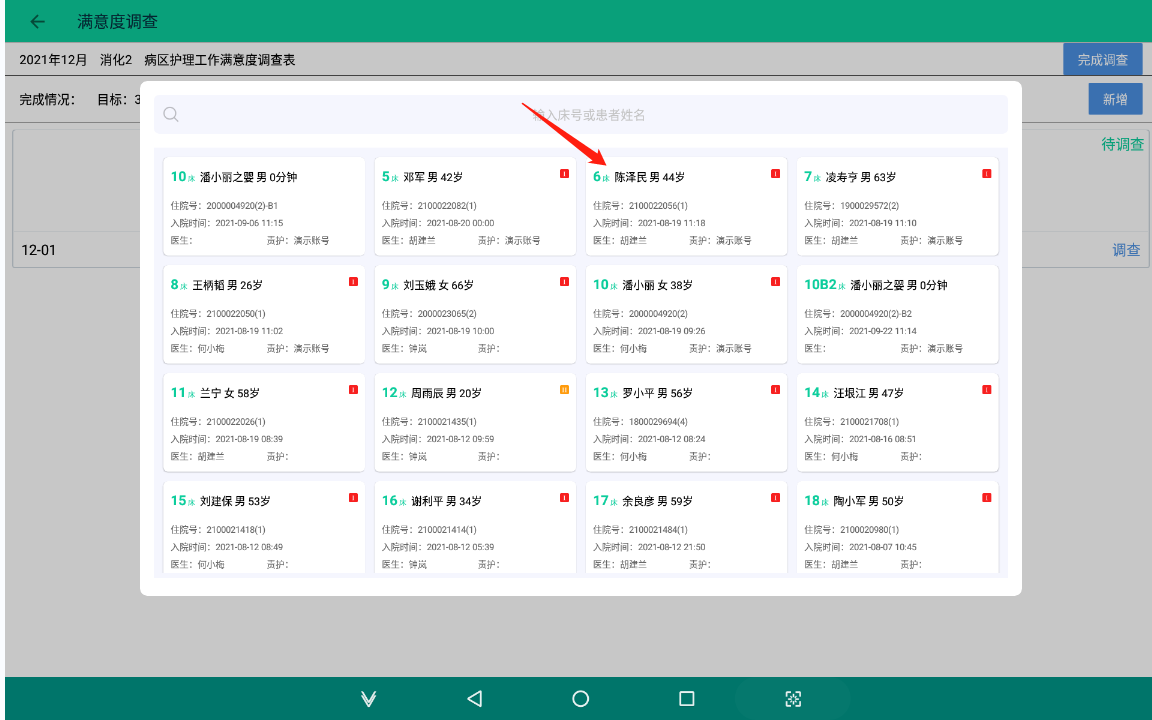 满意度调查
2021年12月 消化2 病区护理工作满意度调查表 完成调查
完成情况： 目标：3 新增
输入床号或患者姓名
待调查
12-01 调查
10床 潘小丽之婴 男 0分钟
住院号：2000004920(2)-B1
入院时间：2021-09-06 11:15
医生： 责护：演示账号
5床 邓军 男 42岁 I
住院号：2100022082(1)
入院时间：2021-08-20 00:00
医生：胡建兰 责护：演示账号
6床 陈泽民 男 44岁 I
住院号：2100022056(1)
入院时间：2021-08-19 11:18
医生：胡建兰 责护：演示账号
7床 凌寿亨 男 63岁 I
住院号：1900029572(2)
入院时间：2021-08-19 11:10
医生：胡建兰 责护：演示账号
8床 王柄韬 男 26岁 I
住院号：2100022050(1)
入院时间：2021-08-19 11:02
医生：何小梅 责护：演示账号
9床 刘玉娥 女 66岁 I
住院号：2000023065(2)
入院时间：2021-08-19 10:00
医生：钟岚 责护：
10床 潘小丽 女 38岁 I
住院号：2000004920(2)
入院时间：2021-08-19 09:26
医生：何小梅 责护：演示账号
10B2床 潘小丽之婴 男 0分钟
住院号：2000004920(2)-B2
入院时间：2021-09-22 11:14
医生： 责护：演示账号
11床 兰宁 女 58岁 I
住院号：2100022026(1)
入院时间：2021-08-19 08:39
医生：胡建兰 责护：
12床 周雨辰 男 20岁 II
住院号：2100021435(1)
入院时间：2021-08-12 09:59
医生：钟岚 责护：
13床 罗小平 男 56岁 I
住院号：1800029694(4)
入院时间：2021-08-12 08:24
医生：何小梅 责护：
14床 汪垠江 男 47岁 I
住院号：2100021708(1)
入院时间：2021-08-16 08:51
医生：何小梅 责护：
15床 刘建保 男 53岁 I
住院号：2100021418(1)
入院时间：2021-08-12 08:49
医生：何小梅 责护：
16床 谢利平 男 34岁 I
住院号：2100021414(1)
入院时间：2021-08-12 05:39
医生：钟岚 责护：
17床 余良彦 男 59岁 I
住院号：2100021484(1)
入院时间：2021-08-12 21:50
医生：胡建兰 责护：
18床 陶小军 男 50岁 I
住院号：2100020980(1)
入院时间：2021-08-07 10:45
医生：胡建兰 责护：